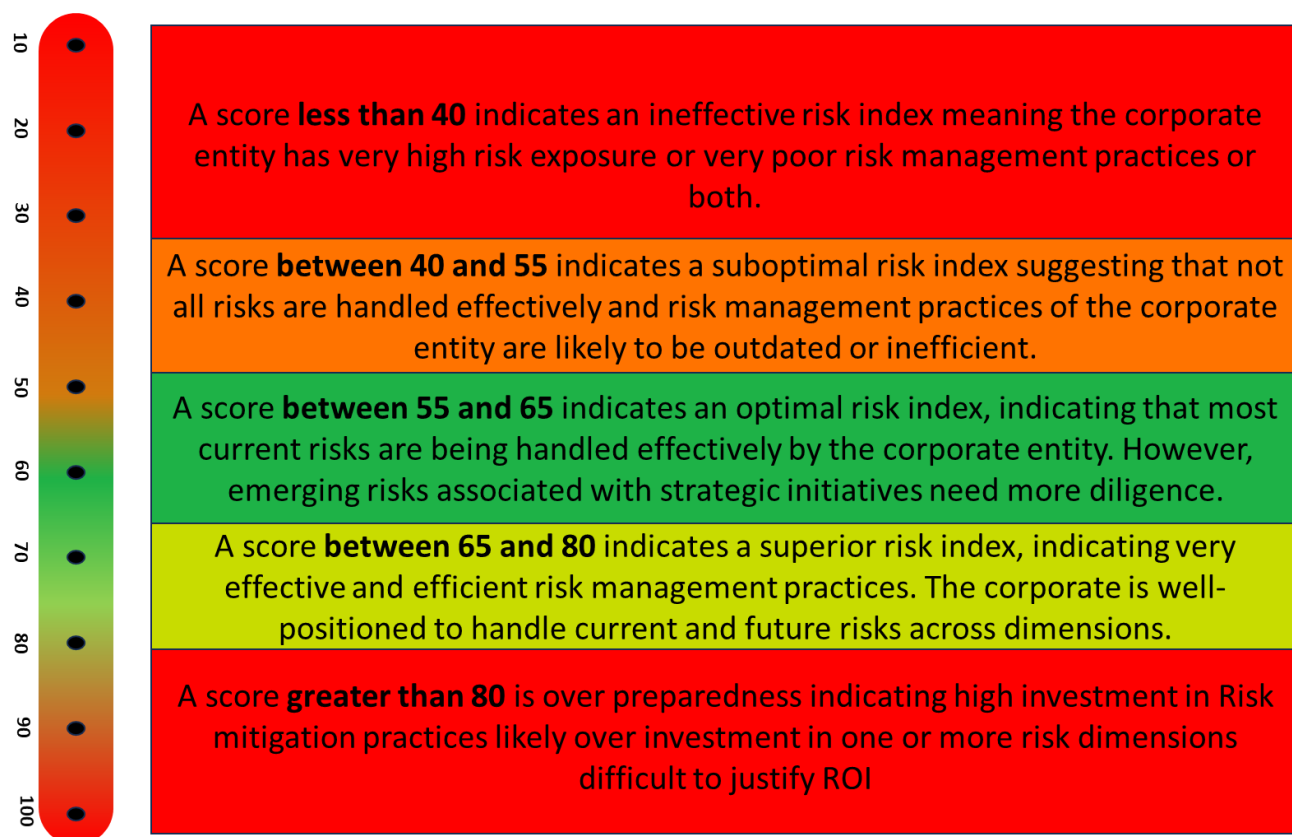 10
20
30
40
50
60
70
80
90
100
A score less than 40 indicates an ineffective risk index meaning the corporate
entity has very high risk exposure or very poor risk management practices or
both.
A score between 40 and 55 indicates a suboptimal risk index suggesting that not
all risks are handled effectively and risk management practices of the corporate
entity are likely to be outdated or inefficient.
A score between 55 and 65 indicates an optimal risk index, indicating that most
current risks are being handled effectively by the corporate entity. However,
emerging risks associated with strategic initiatives need more diligence.
A score between 65 and 80 indicates a superior risk index, indicating very
effective and efficient risk management practices. The corporate is well-
positioned to handle current and future risks across dimensions.
A score greater than 80 is over preparedness indicating high investment in Risk
mitigation practices likely over investment in one or more risk dimensions
difficult to justify ROI